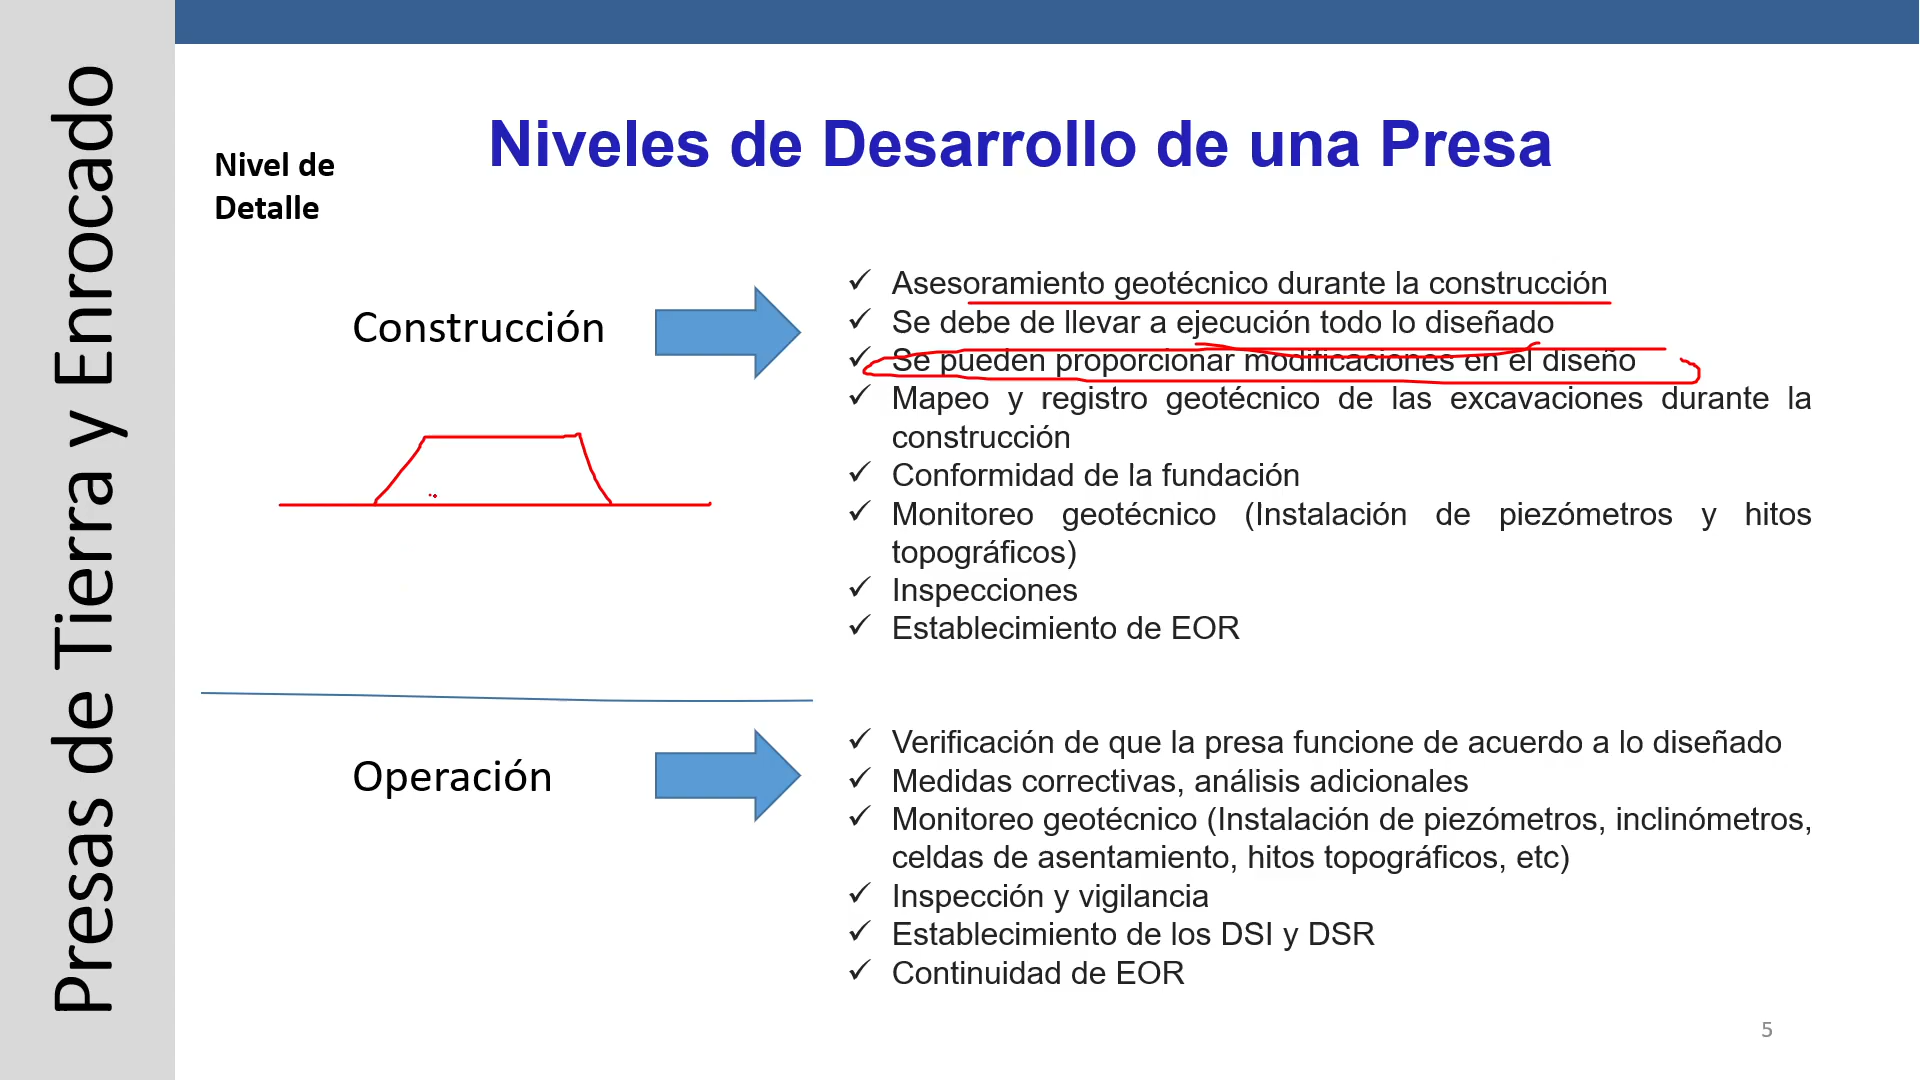 Presas de Tierra y Enrocado
Niveles de Desarrollo de una Presa
Nivel de
Detalle
Construcción
✓ Asesoramiento geotécnico durante la construcción
✓ Se debe de llevar a ejecución todo lo diseñado
✓ Se pueden proporcionar modificaciones en el diseño
✓ Mapeo y registro geotécnico de las excavaciones durante la
construcción
✓ Conformidad de la fundación
✓ Monitoreo geotécnico (Instalación de piezómetros y hitos
topográficos)
✓ Inspecciones
✓ Establecimiento de EOR
Operación
✓ Verificación de que la presa funcione de acuerdo a lo diseñado
✓ Medidas correctivas, análisis adicionales
✓ Monitoreo geotécnico (Instalación de piezómetros, inclinómetros,
celdas de asentamiento, hitos topográficos, etc)
✓ Inspección y vigilancia
✓ Establecimiento de los DSI y DSR
✓ Continuidad de EOR
5